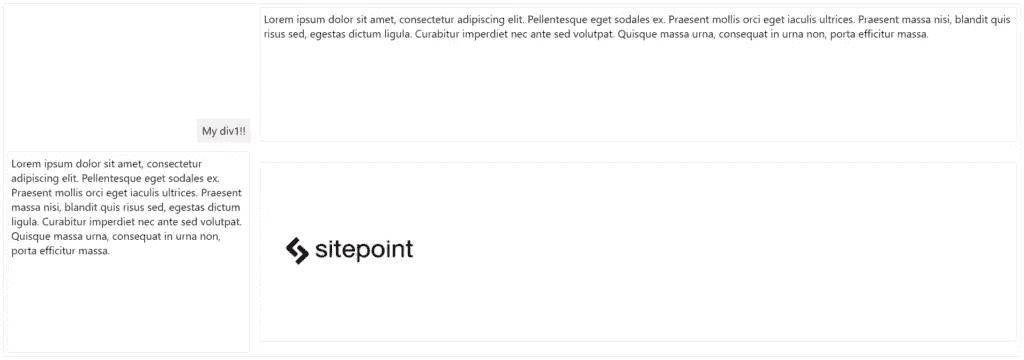 Lorem ipsum dolor sit amet, consectetur adipiscing elit. Pellentesque eget sodales ex. Praesent mollis orci eget iaculis ultrices. Praesent massa nisi, blandit quis
risus sed, egestas dictum ligula. Curabitur imperdiet nec ante sed volutpat. Quisque massa urna, consequat in urna non, porta efficitur massa.
My div1!!
Lorem ipsum dolor sit amet, consectetur
adipiscing elit. Pellentesque eget sodales ex.
Praesent mollis orci eget iaculis ultrices. Praesent
massa nisi, blandit quis risus sed, egestas dictum
ligula. Curabitur imperdiet nec ante sed volutpat.
Quisque massa urna, consequat in urna non,
porta efficitur massa.
sitepoint